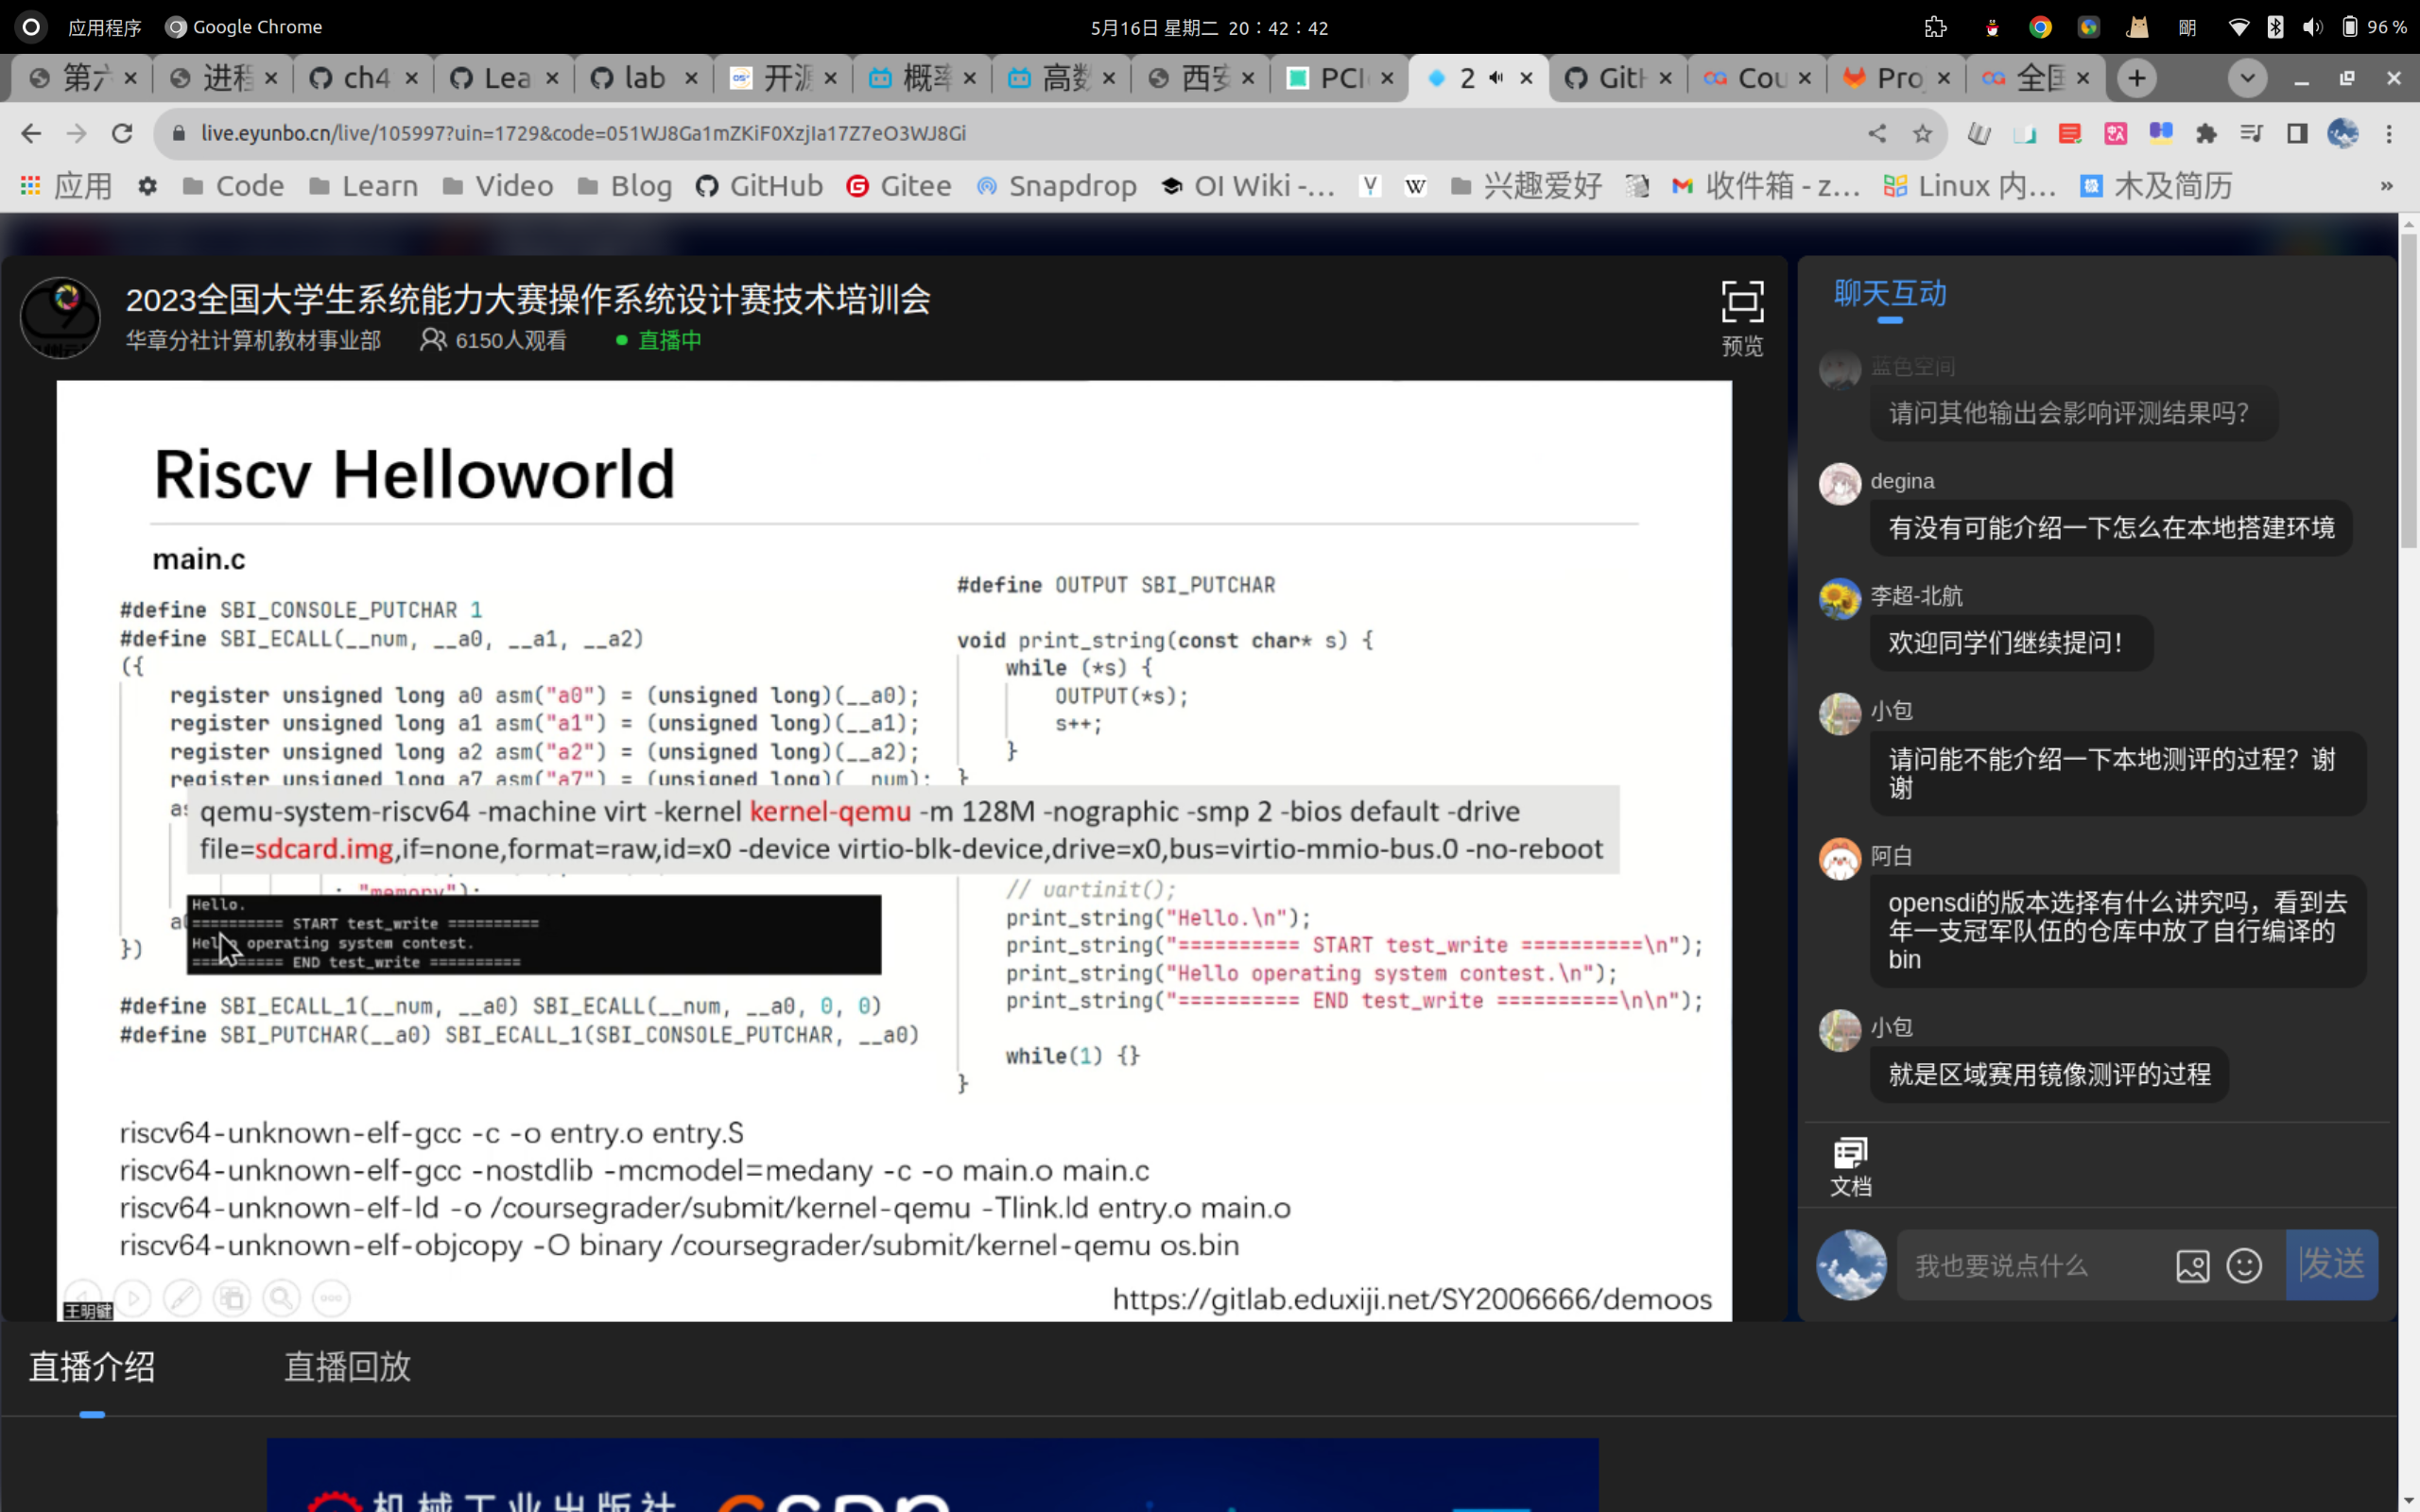 应用程序 Google Chrome 5月16日 星期二 20：42：42 96 %
第六 进程 ch4 Lea lab 开源 概率 高数 西安 PCI 2 GitH Cou Pro 全国
live.eyunbo.cn/live/105997?uin=1729&code=051WJ8Ga1mZKiF0XzjIa17Z7eO3WJ8Gi
应用 Code Learn Video Blog GitHub Gitee Snapdrop OI Wiki -... 兴趣爱好 收件箱 - z... Linux 内... 木及简历 »
2023全国大学生系统能力大赛操作系统设计赛技术培训会
华章分社计算机教材事业部 6150人观看 直播中
预览
Riscv Helloworld
main.c
#define SBI_CONSOLE_PUTCHAR 1
#define SBI_ECALL(__num, __a0, __a1, __a2)
({
register unsigned long a0 asm("a0") = (unsigned long)(__a0);
register unsigned long a1 asm("a1") = (unsigned long)(__a1);
register unsigned long a2 asm("a2") = (unsigned long)(__a2);
register unsigned long a7 asm("a7") = (unsigned long)(__num);
: "memory");
})
#define SBI_ECALL_1(__num, __a0) SBI_ECALL(__num, __a0, 0, 0)
#define SBI_PUTCHAR(__a0) SBI_ECALL_1(SBI_CONSOLE_PUTCHAR, __a0)
#define OUTPUT SBI_PUTCHAR
void print_string(const char* s) {
while (*s) {
OUTPUT(*s);
s++;
}
}
qemu-system-riscv64 -machine virt -kernel kernel-qemu -m 128M -nographic -smp 2 -bios default -drive
file=sdcard.img,if=none,format=raw,id=x0 -device virtio-blk-device,drive=x0,bus=virtio-mmio-bus.0 -no-reboot
Hello.
========== START test_write ==========
Hello operating system contest.
========== END test_write ==========
// uartinit();
print_string("Hello.\n");
print_string("========== START test_write ==========\n");
print_string("Hello operating system contest.\n");
print_string("========== END test_write ==========\n\n");
while(1) {}
}
riscv64-unknown-elf-gcc -c -o entry.o entry.S
riscv64-unknown-elf-gcc -nostdlib -mcmodel=medany -c -o main.o main.c
riscv64-unknown-elf-ld -o /coursegrader/submit/kernel-qemu -Tlink.ld entry.o main.o
riscv64-unknown-elf-objcopy -O binary /coursegrader/submit/kernel-qemu os.bin
https://gitlab.eduxiji.net/SY2006666/demoos
王明键
聊天互动
蓝色空间
请问其他输出会影响评测结果吗？
degina
有没有可能介绍一下怎么在本地搭建环境
李超-北航
欢迎同学们继续提问！
小包
请问能不能介绍一下本地测评的过程？谢
谢
阿白
opensdi的版本选择有什么讲究吗，看到去
年一支冠军队伍的仓库中放了自行编译的
bin
小包
就是区域赛用镜像测评的过程
文档
我也要说点什么
发送
直播介绍 直播回放
机械工业出版社 CSDN